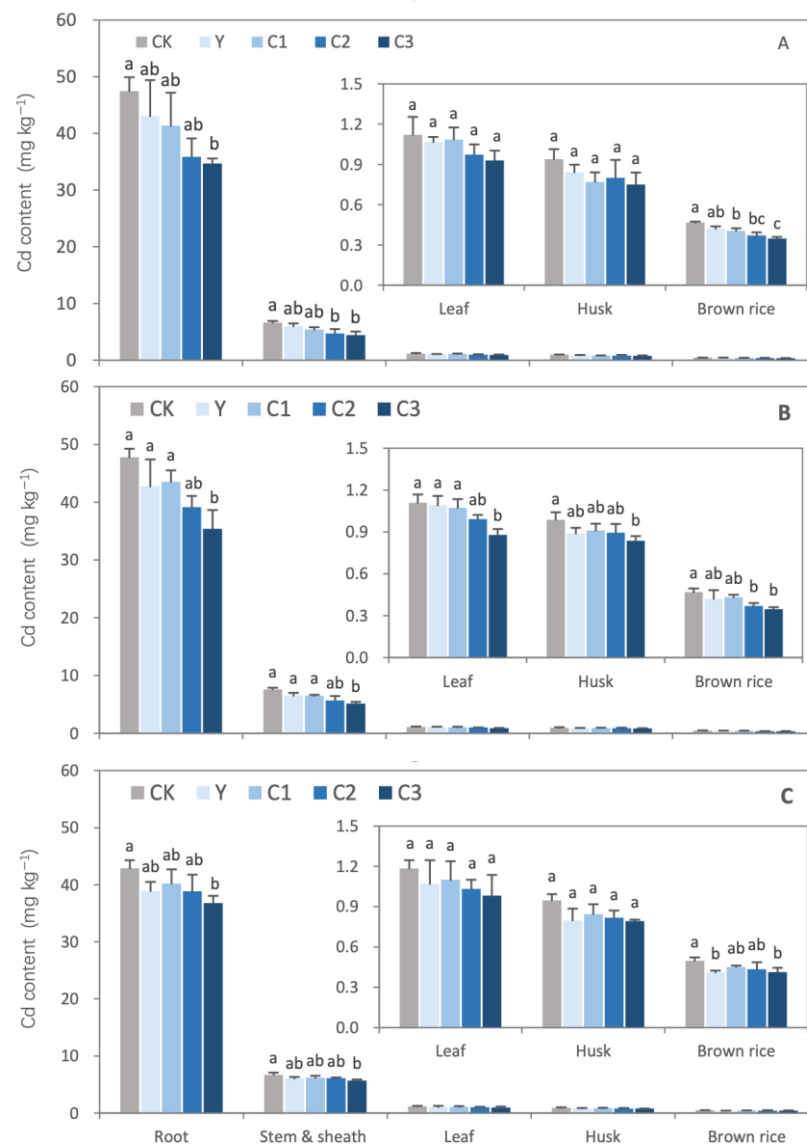 60
CK Y C1 C2 C3
A
50
a ab ab ab b
40
30
20
10
0
Cd content (mg kg⁻¹)
a ab ab b b
1.5
1.2
0.9
0.6
0.3
0.0
a a a a a
a a a a a
a ab b bc c
Leaf Husk Brown rice
60
CK Y C1 C2 C3
B
50
a a a ab b
40
30
20
10
0
Cd content (mg kg⁻¹)
a a a ab b
1.5
1.2
0.9
0.6
0.3
0.0
a a a ab b
a ab ab ab b
a ab ab b b
Leaf Husk Brown rice
60
CK Y C1 C2 C3
C
50
a ab ab ab b
40
30
20
10
0
Cd content (mg kg⁻¹)
a ab ab ab b
1.5
1.2
0.9
0.6
0.3
0.0
a a a a a
a a a a a
a b ab ab b
Leaf Husk Brown rice
Root Stem & sheath Leaf Husk Brown rice